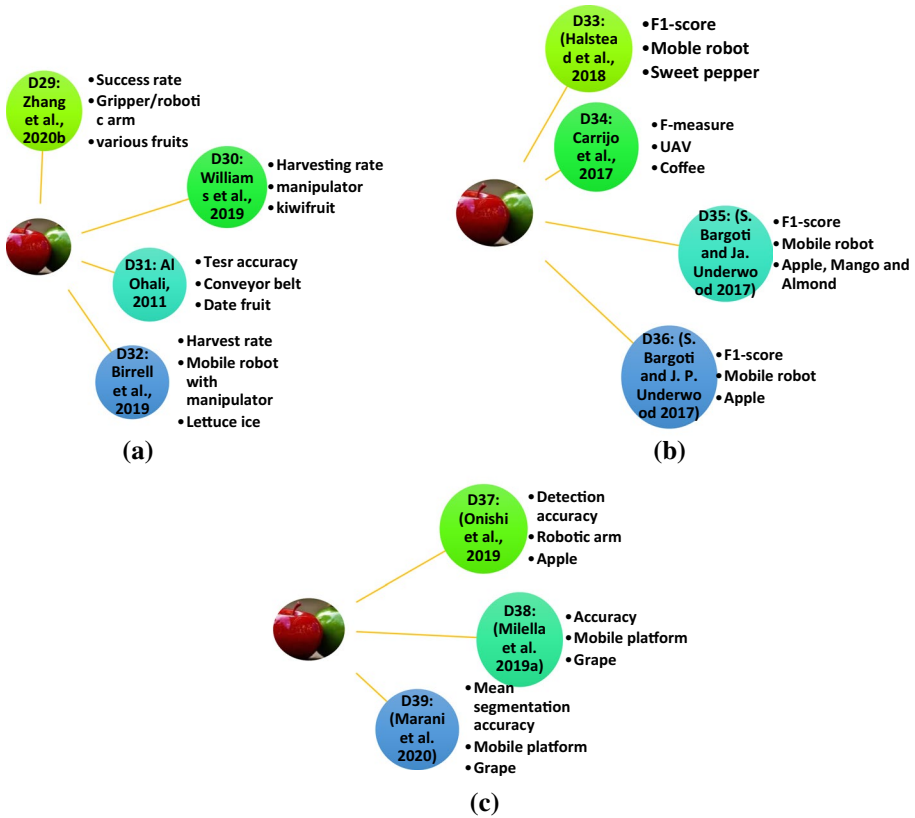 D29:
Zhang
et al.,
2020b
•Success rate
•Gripper/roboti
c arm
•various fruits
D30:
William
s et al.,
2019
•Harvesting rate
•manipulator
•kiwifruit
D31: Al
Ohali,
2011
•Tesr accuracy
•Conveyor belt
•Date fruit
D32:
Birrell
et al.,
2019
•Harvest rate
•Mobile robot
with
manipulator
•Lettuce ice
(a)
D33:
(Halstea
d et al.,
2018
•F1-score
•Moble robot
•Sweet pepper
D34:
Carrijo
et al.,
2017
•F-measure
•UAV
•Coffee
D35: (S.
Bargoti
and Ja.
Underwo
od 2017)
•F1-score
•Mobile robot
•Apple, Mango and
Almond
D36: (S.
Bargoti
and J. P.
Underwo
od 2017)
•F1-score
•Mobile robot
•Apple
(b)
D37:
(Onishi
et al.,
2019
•Detection
accuracy
•Robotic arm
•Apple
D38:
(Milella
et al.
2019a)
•Accuracy
•Mobile platform
•Grape
D39:
(Marani
et al.
2020)
•Mean
segmentation
accuracy
•Mobile platform
•Grape
(c)